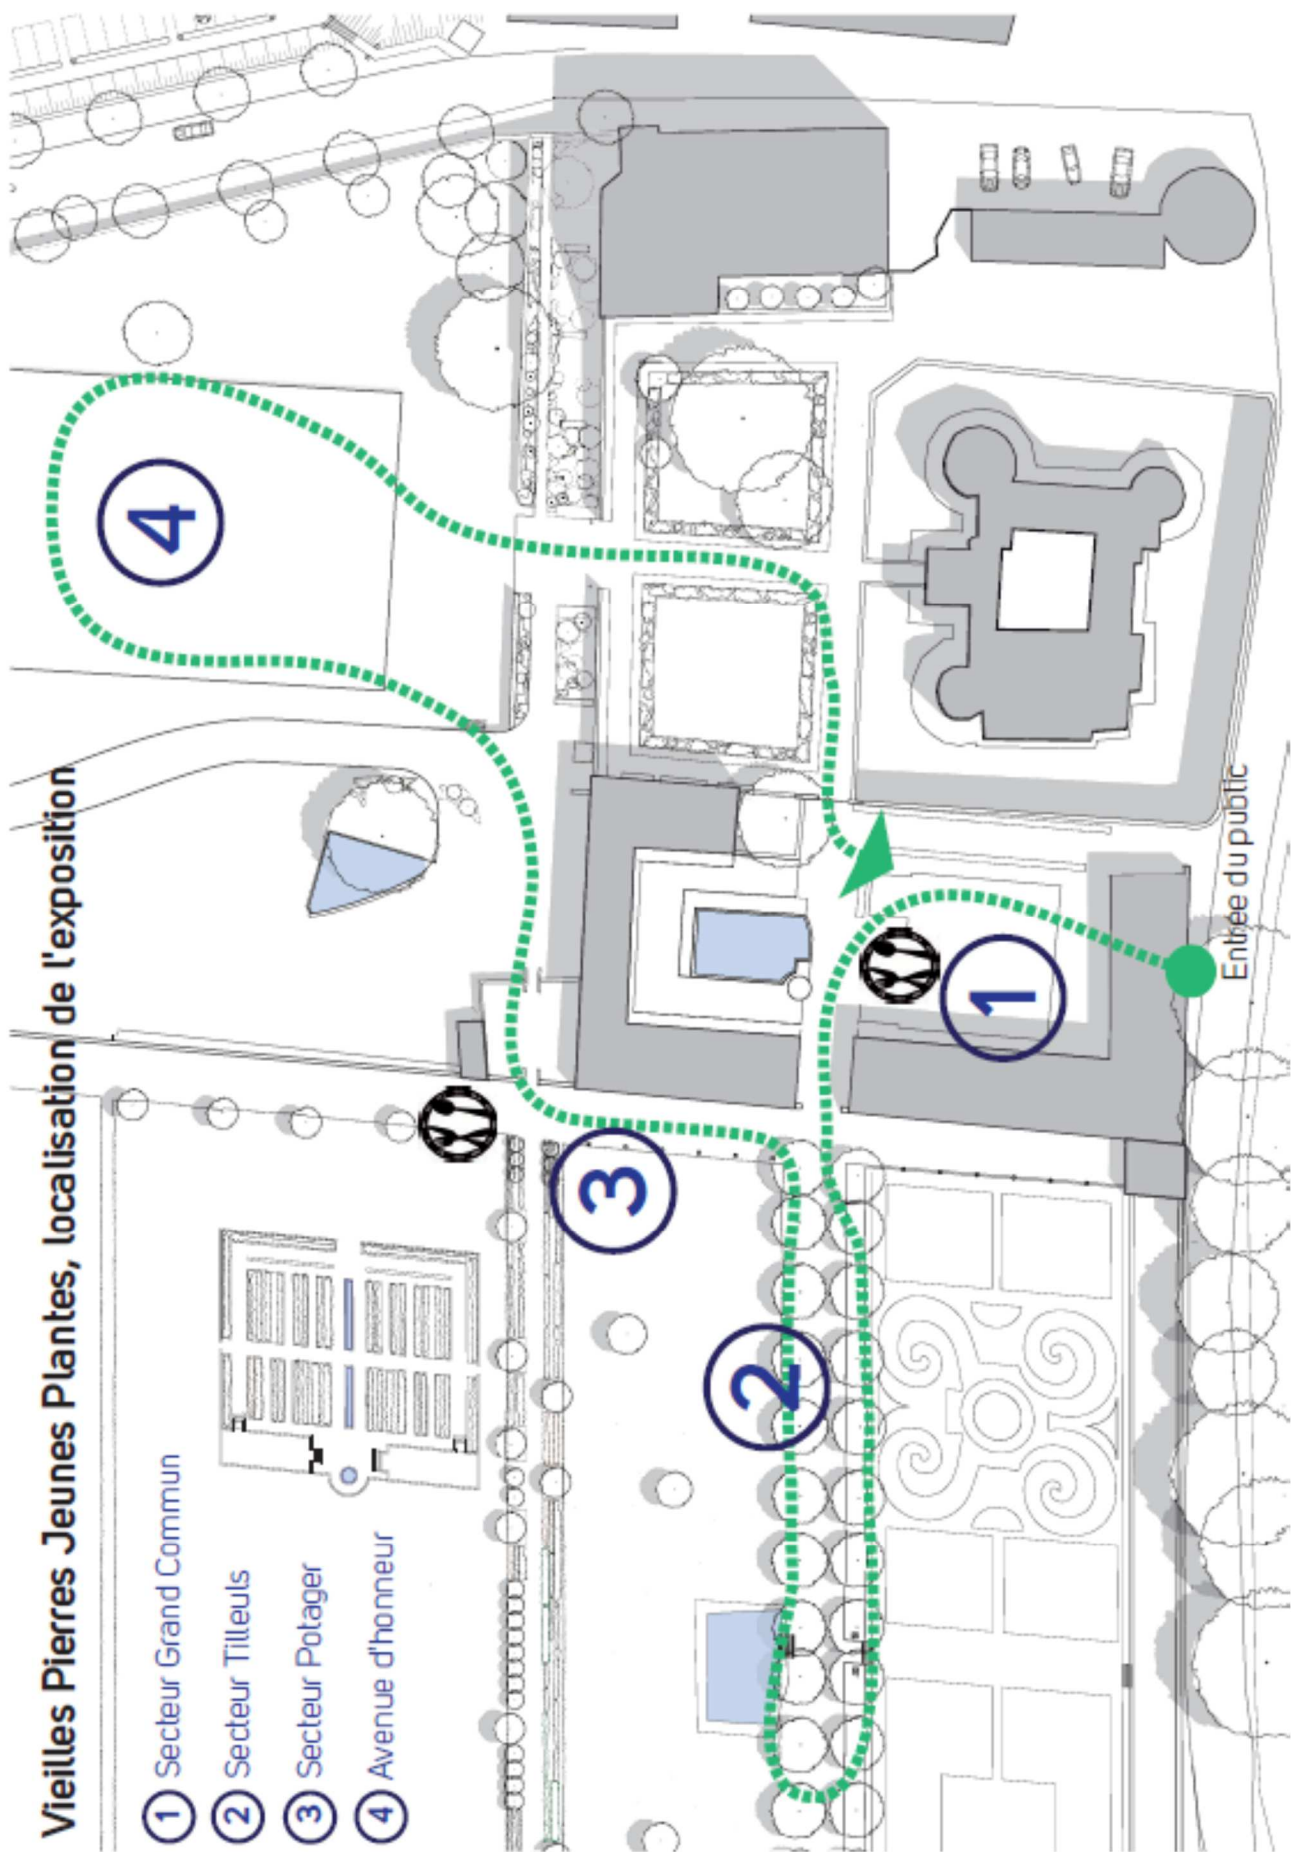 Vieilles Pierres Jeunes Plantes, localisation de l'exposition
1 Secteur Grand Commun
2 Secteur Tilleuls
3 Secteur Potager
4 Avenue d'honneur
4
3
2
1
Entrée du public